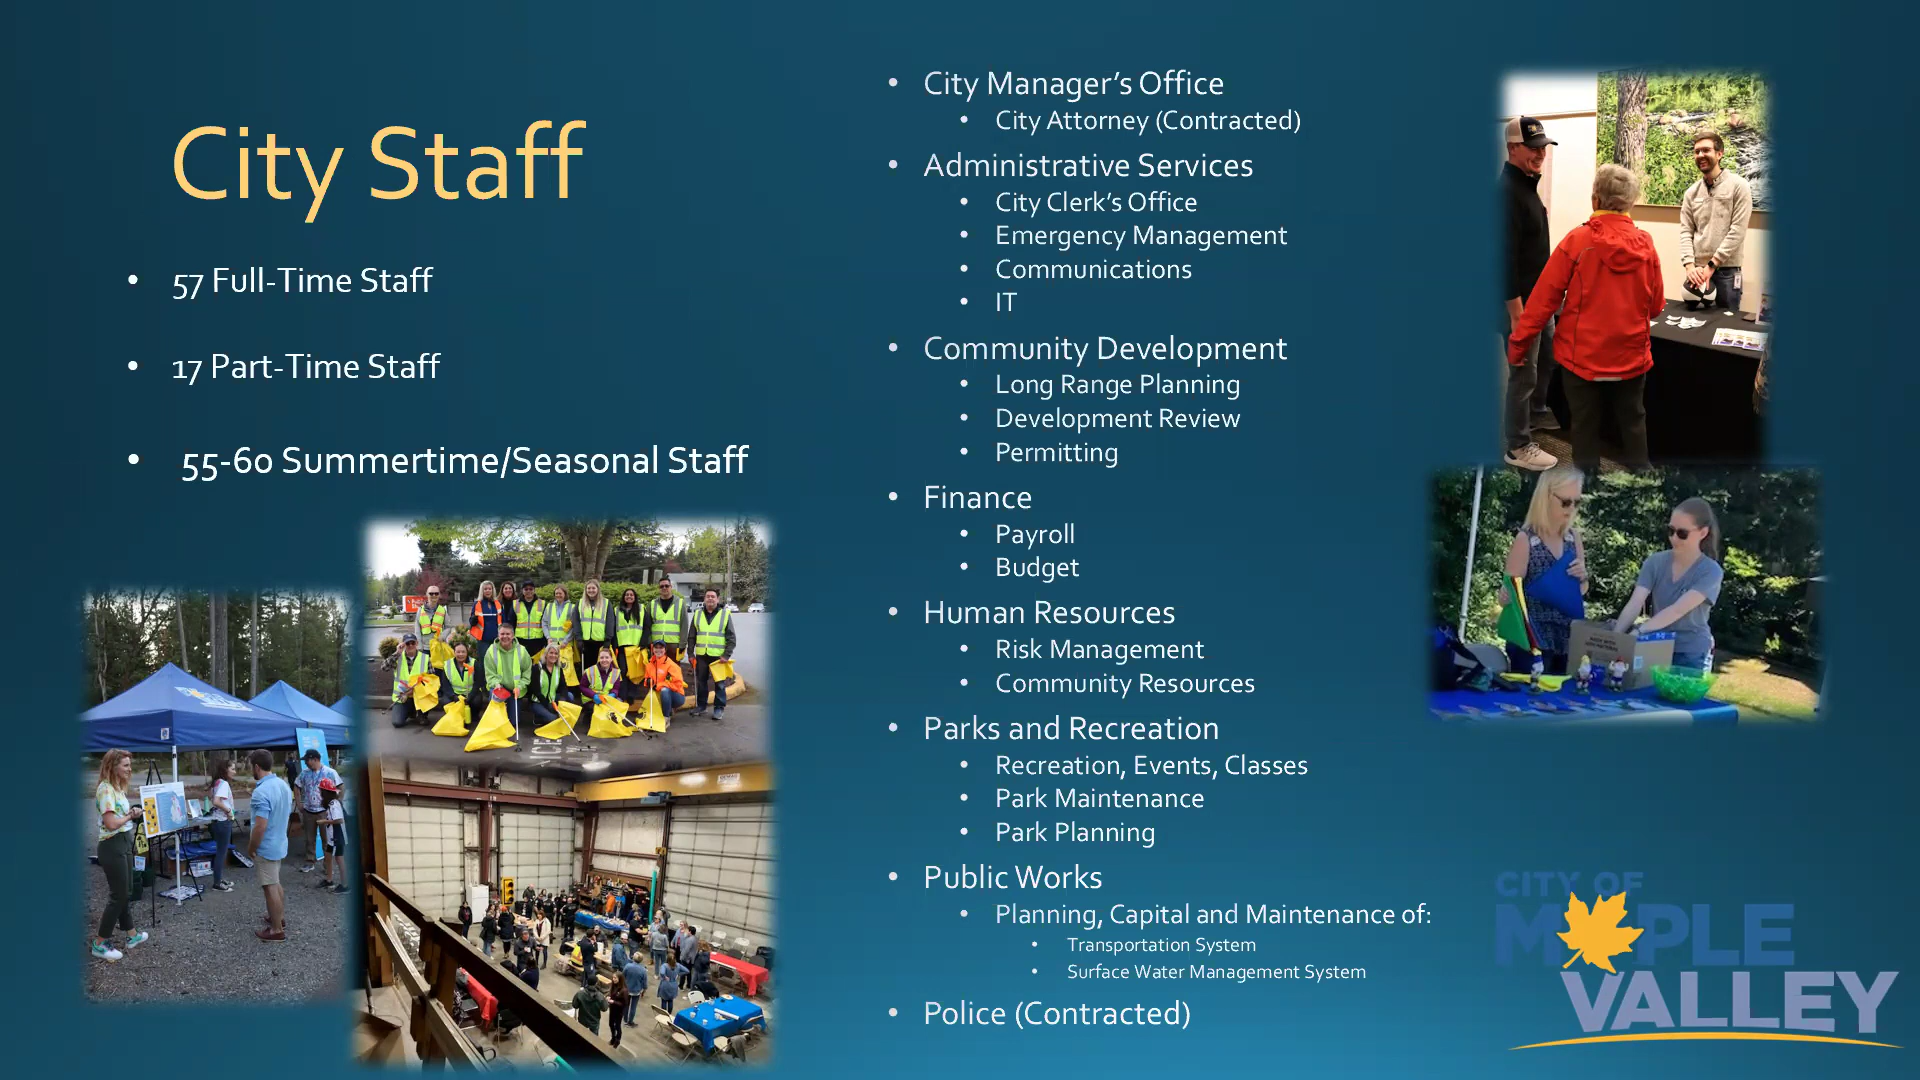 City Staff
• 57 Full-Time Staff
• 17 Part-Time Staff
• 55-60 Summertime/Seasonal Staff
• City Manager’s Office
• City Attorney (Contracted)
• Administrative Services
• City Clerk’s Office
• Emergency Management
• Communications
• IT
• Community Development
• Long Range Planning
• Development Review
• Permitting
• Finance
• Payroll
• Budget
• Human Resources
• Risk Management
• Community Resources
• Parks and Recreation
• Recreation, Events, Classes
• Park Maintenance
• Park Planning
• Public Works
• Planning, Capital and Maintenance of:
• Transportation System
• Surface Water Management System
• Police (Contracted)
CITY OF
MAPLE
VALLEY